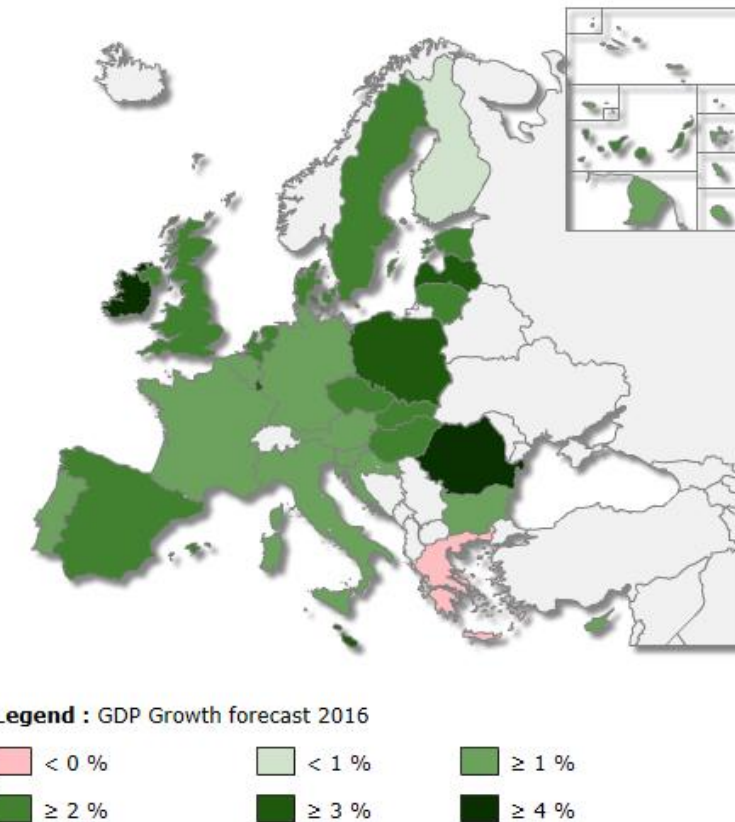 Legend : GDP Growth forecast 2016
< 0 % < 1 % ≥ 1 %
≥ 2 % ≥ 3 % ≥ 4 %